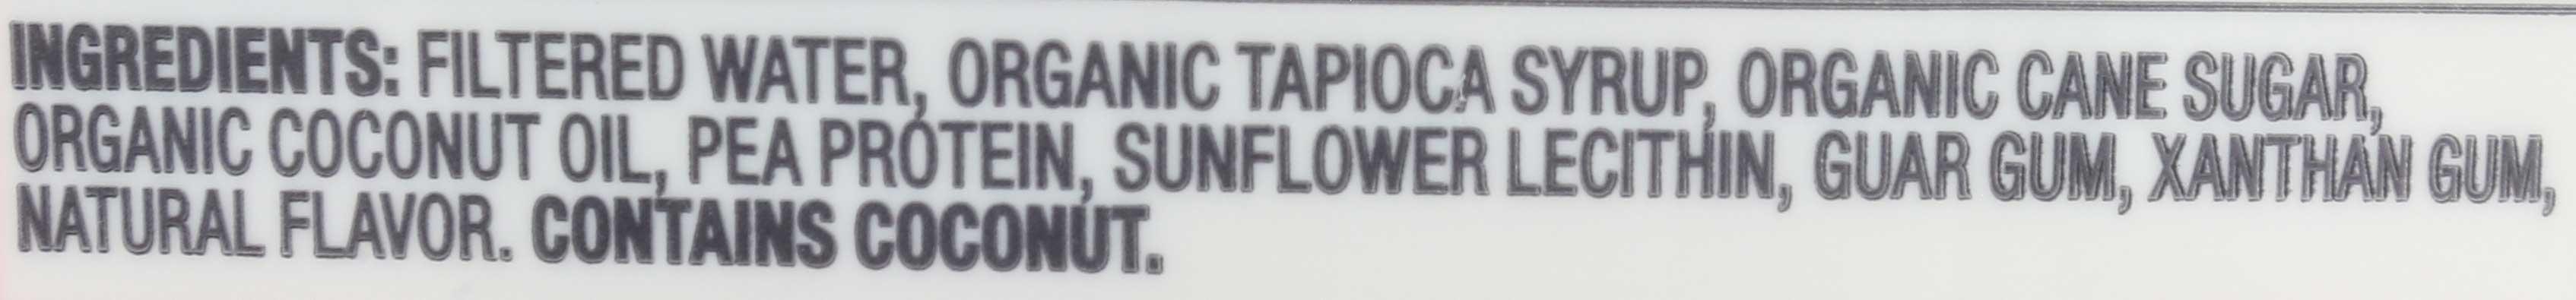 INGREDIENTS: FILTERED WATER, ORGANIC TAPIOCA SYRUP, ORGANIC CANE SUGAR,
ORGANIC COCONUT OIL, PEA PROTEIN, SUNFLOWER LECITHIN, GUAR GUM, XANTHAN GUM,
NATURAL FLAVOR. CONTAINS COCONUT.